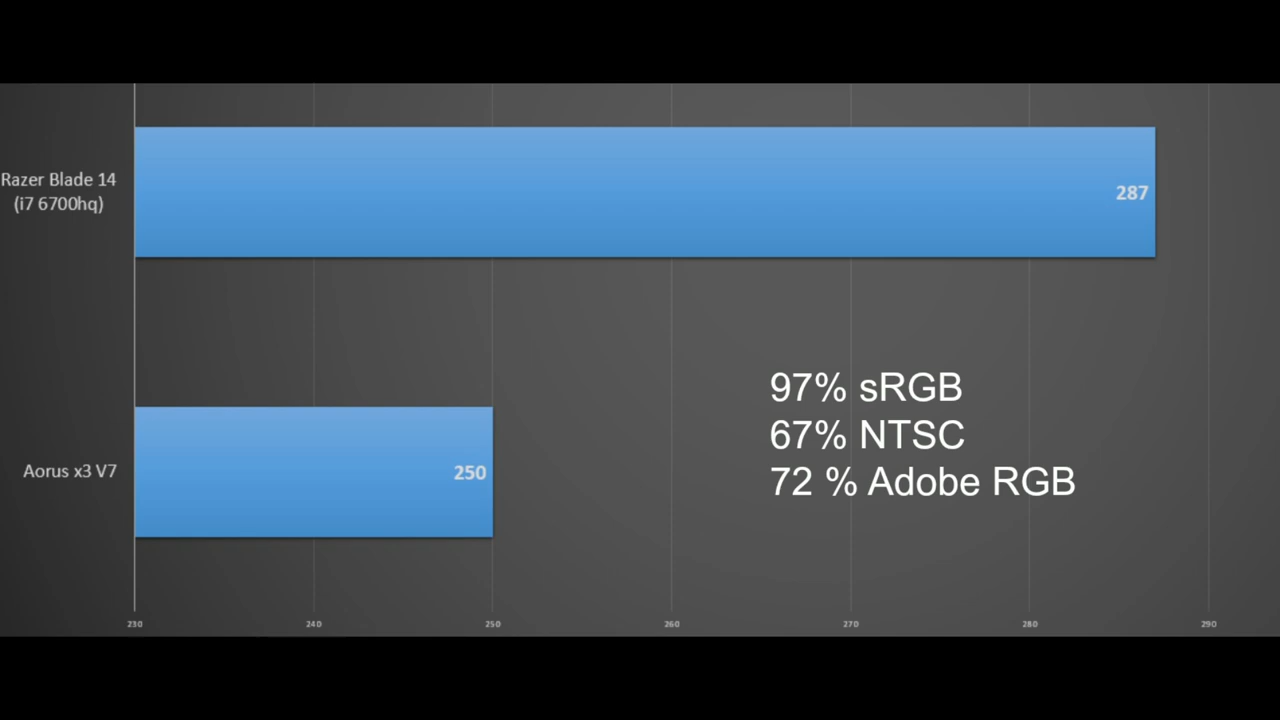 Razer Blade 14
(i7 6700hq)
287
97% sRGB
67% NTSC
72 % Adobe RGB
Aorus x3 V7
250
230 240 250 260 270 280 290